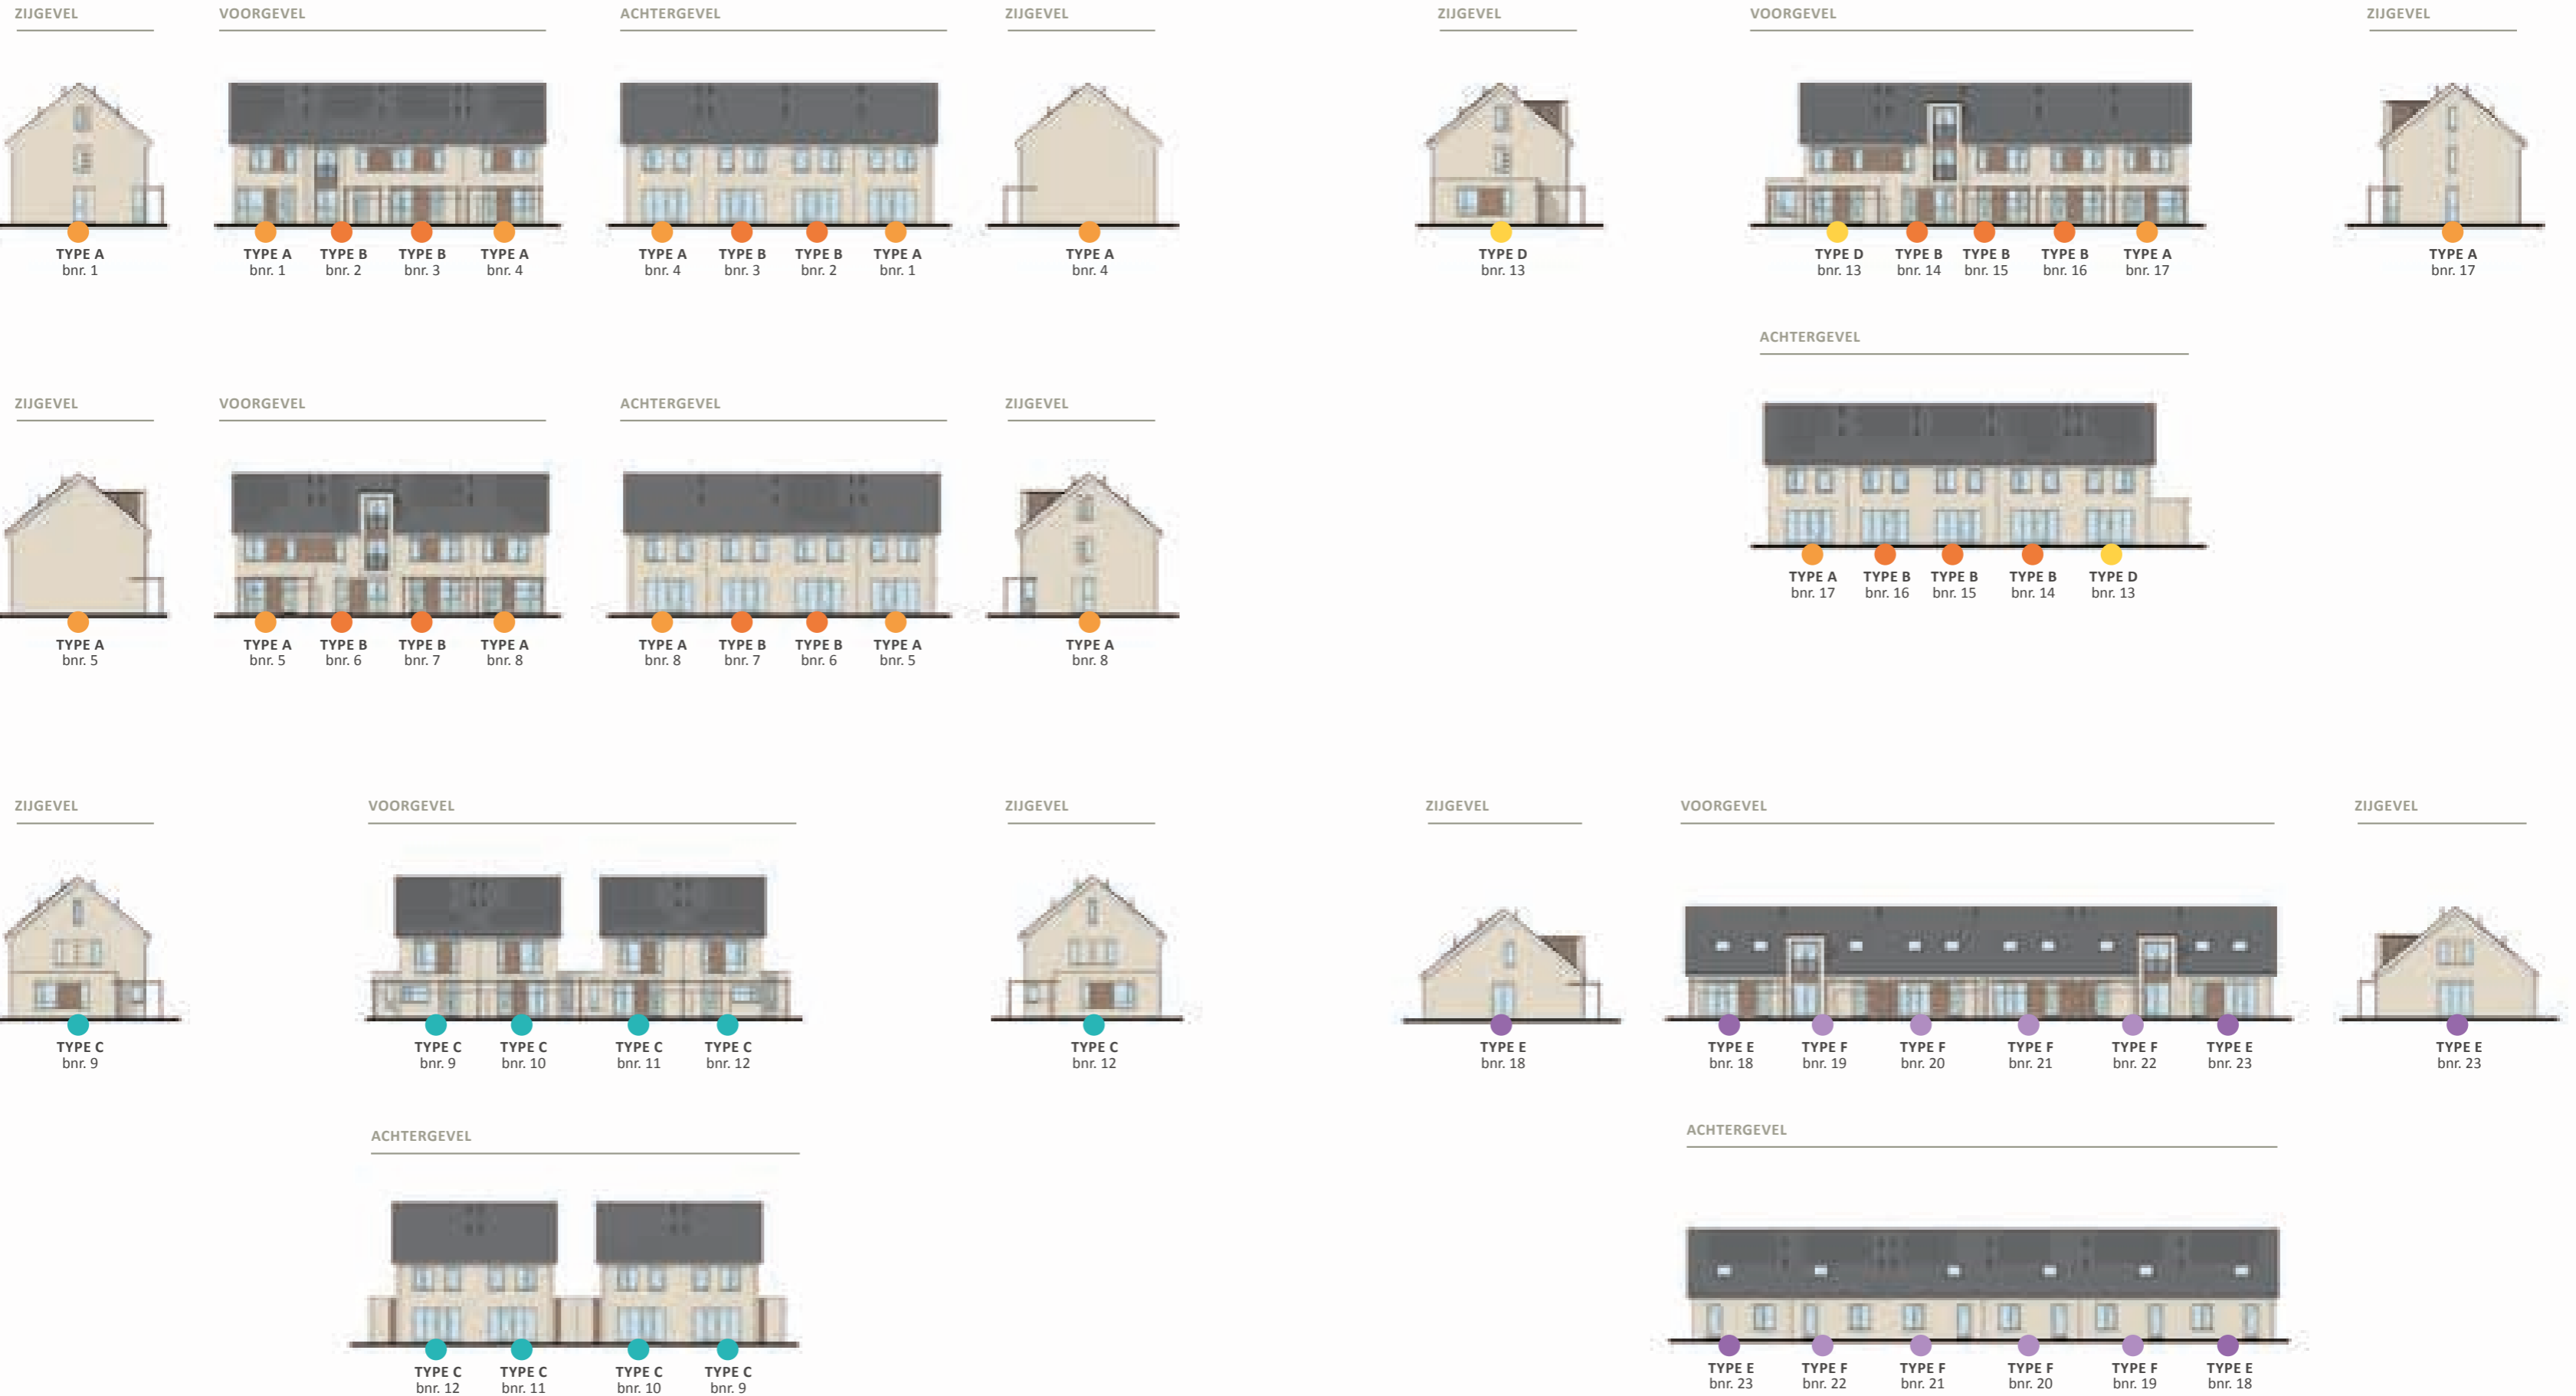 ZIJGEVEL
TYPE A
bnr. 1
VOORGEVEL
TYPE A TYPE B TYPE B TYPE A
bnr. 1 bnr. 2 bnr. 3 bnr. 4
ACHTERGEVEL
TYPE A TYPE B TYPE B TYPE A
bnr. 4 bnr. 3 bnr. 2 bnr. 1
ZIJGEVEL
TYPE A
bnr. 4
ZIJGEVEL
TYPE A
bnr. 5
VOORGEVEL
TYPE A TYPE B TYPE B TYPE A
bnr. 5 bnr. 6 bnr. 7 bnr. 8
ACHTERGEVEL
TYPE A TYPE B TYPE B TYPE A
bnr. 8 bnr. 7 bnr. 6 bnr. 5
ZIJGEVEL
TYPE A
bnr. 8
ZIJGEVEL
TYPE C
bnr. 9
VOORGEVEL
TYPE C TYPE C TYPE C TYPE C
bnr. 9 bnr. 10 bnr. 11 bnr. 12
ZIJGEVEL
TYPE C
bnr. 12
ACHTERGEVEL
TYPE C TYPE C TYPE C TYPE C
bnr. 12 bnr. 11 bnr. 10 bnr. 9
ZIJGEVEL
TYPE D
bnr. 13
VOORGEVEL
TYPE D TYPE B TYPE B TYPE B TYPE A
bnr. 13 bnr. 14 bnr. 15 bnr. 16 bnr. 17
ZIJGEVEL
TYPE A
bnr. 17
ACHTERGEVEL
TYPE A TYPE B TYPE B TYPE B TYPE D
bnr. 17 bnr. 16 bnr. 15 bnr. 14 bnr. 13
ZIJGEVEL
TYPE E
bnr. 18
VOORGEVEL
TYPE E TYPE F TYPE F TYPE F TYPE F TYPE E
bnr. 18 bnr. 19 bnr. 20 bnr. 21 bnr. 22 bnr. 23
ZIJGEVEL
TYPE E
bnr. 23
ACHTERGEVEL
TYPE E TYPE F TYPE F TYPE F TYPE F TYPE E
bnr. 23 bnr. 22 bnr. 21 bnr. 20 bnr. 19 bnr. 18